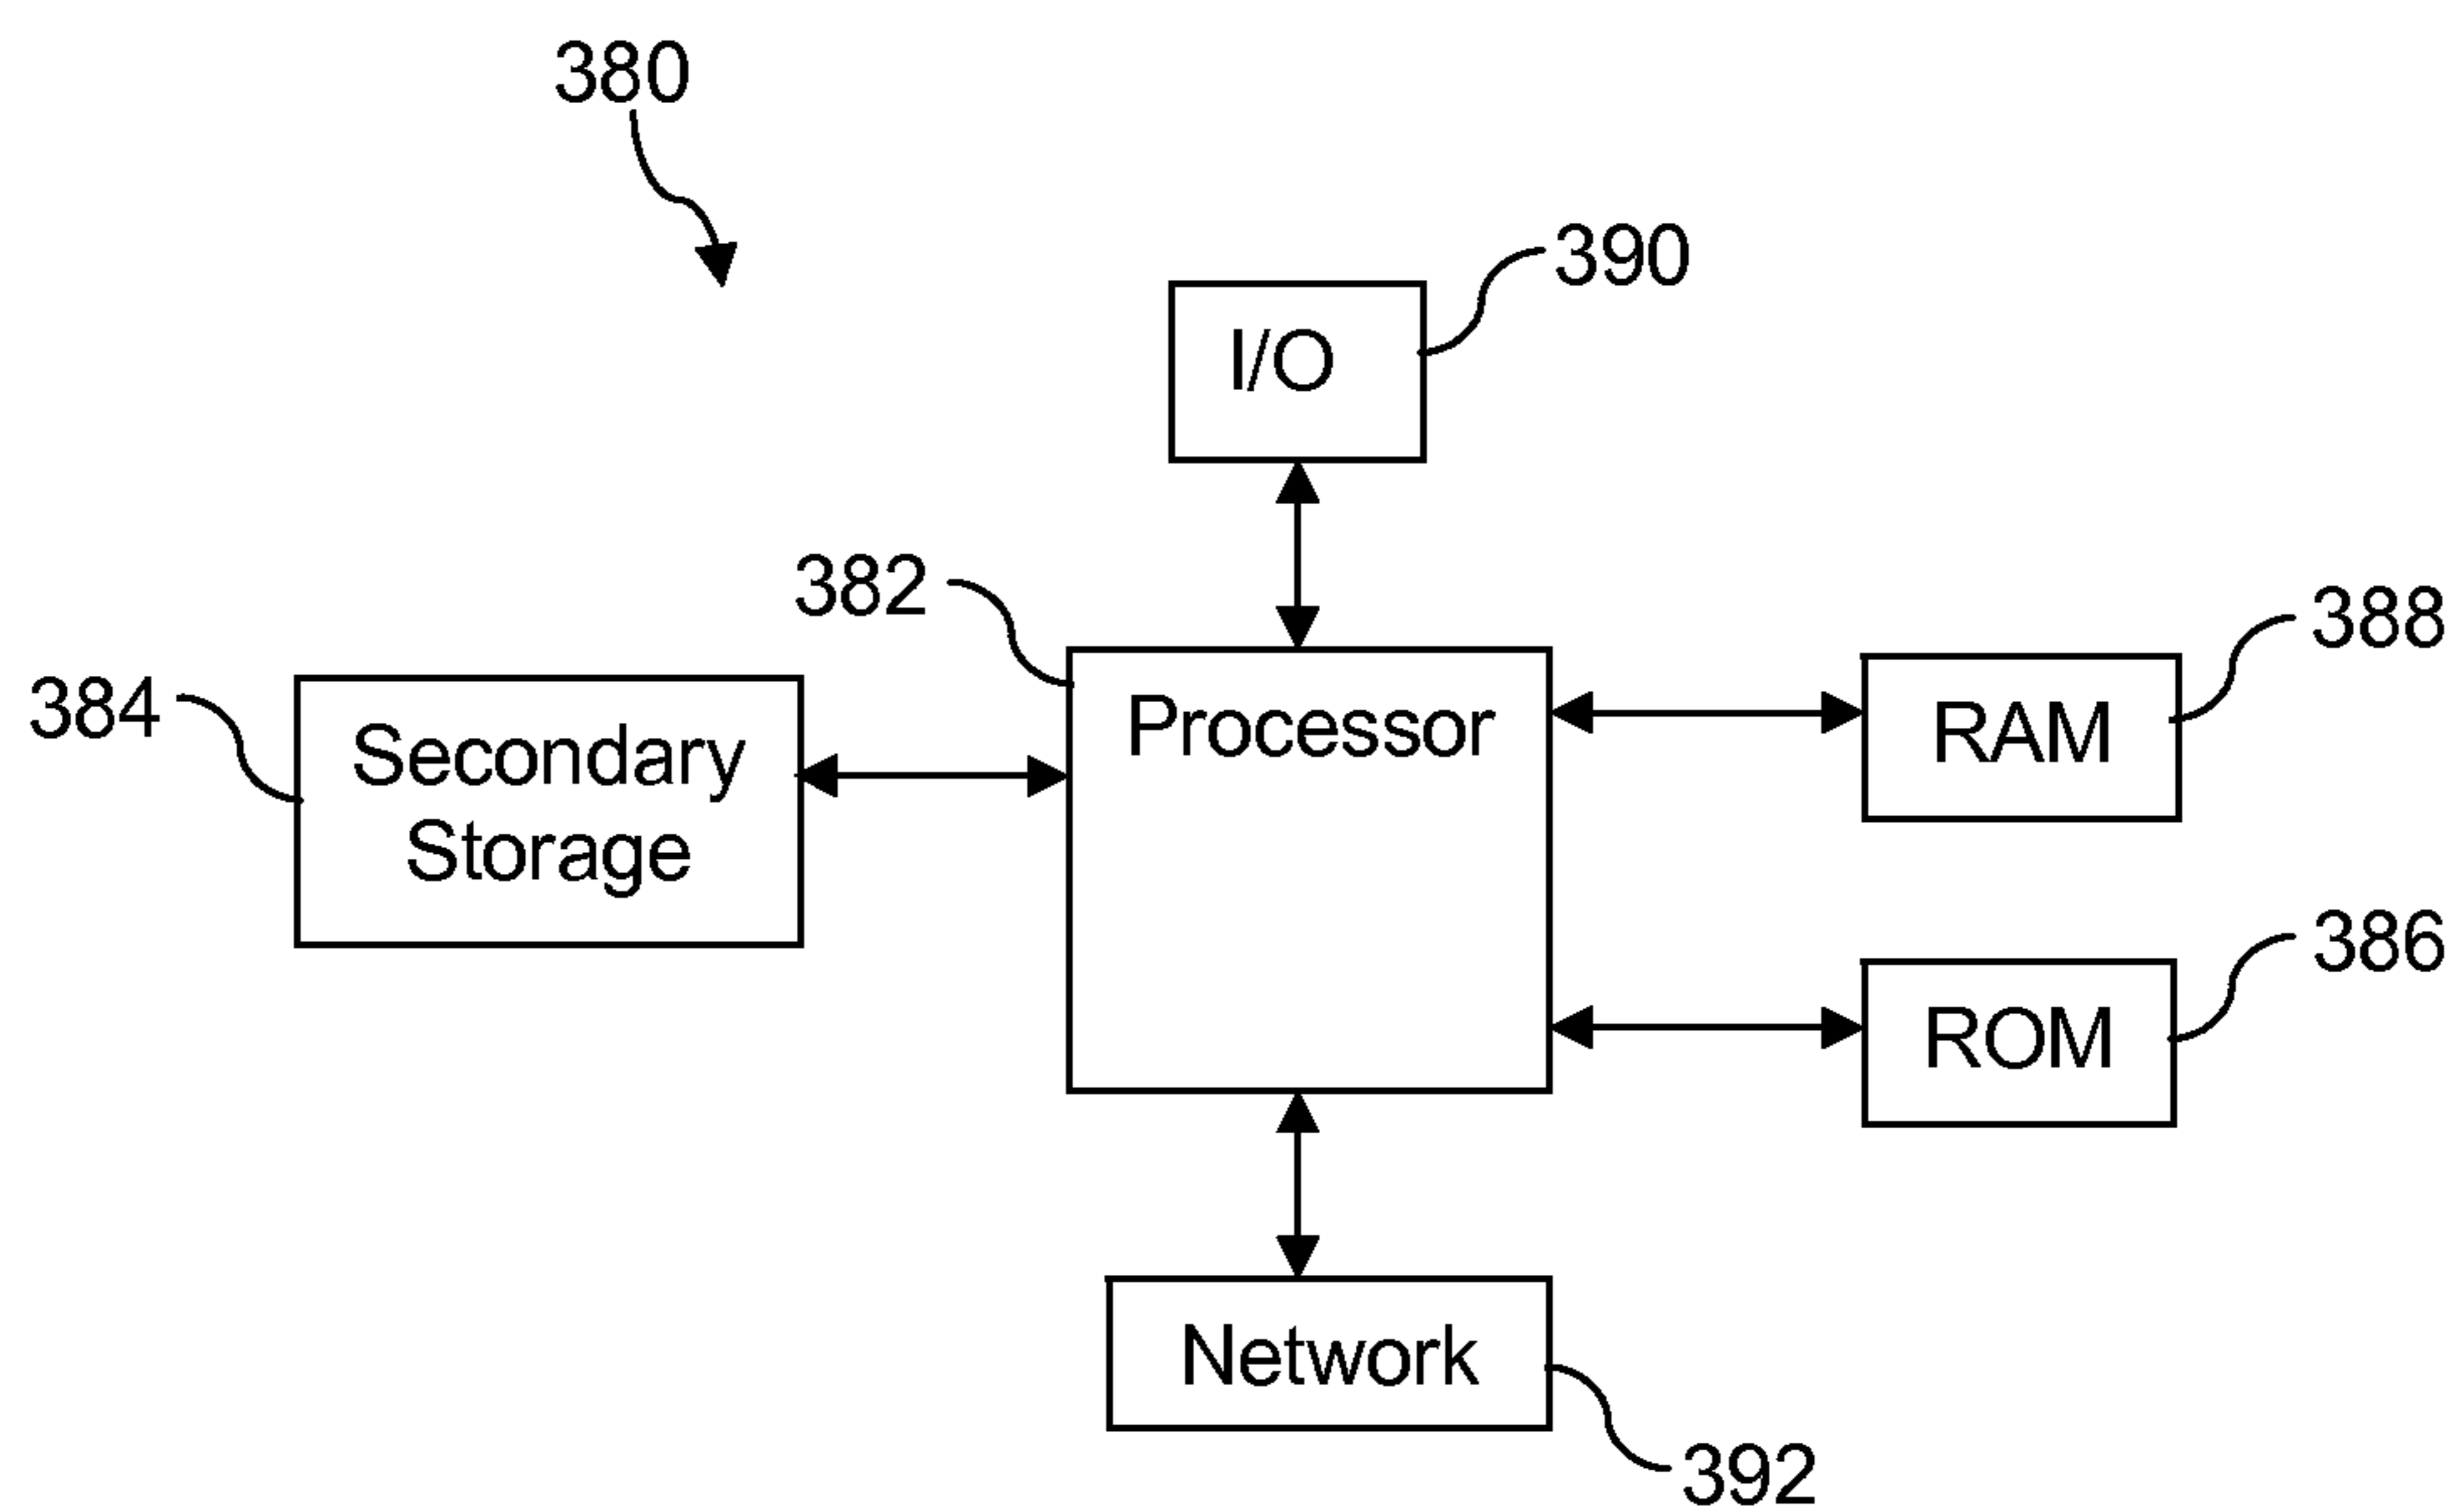 380
390
I/O
382
388
384
Processor
RAM
Secondary
Storage
386
ROM
Network
392